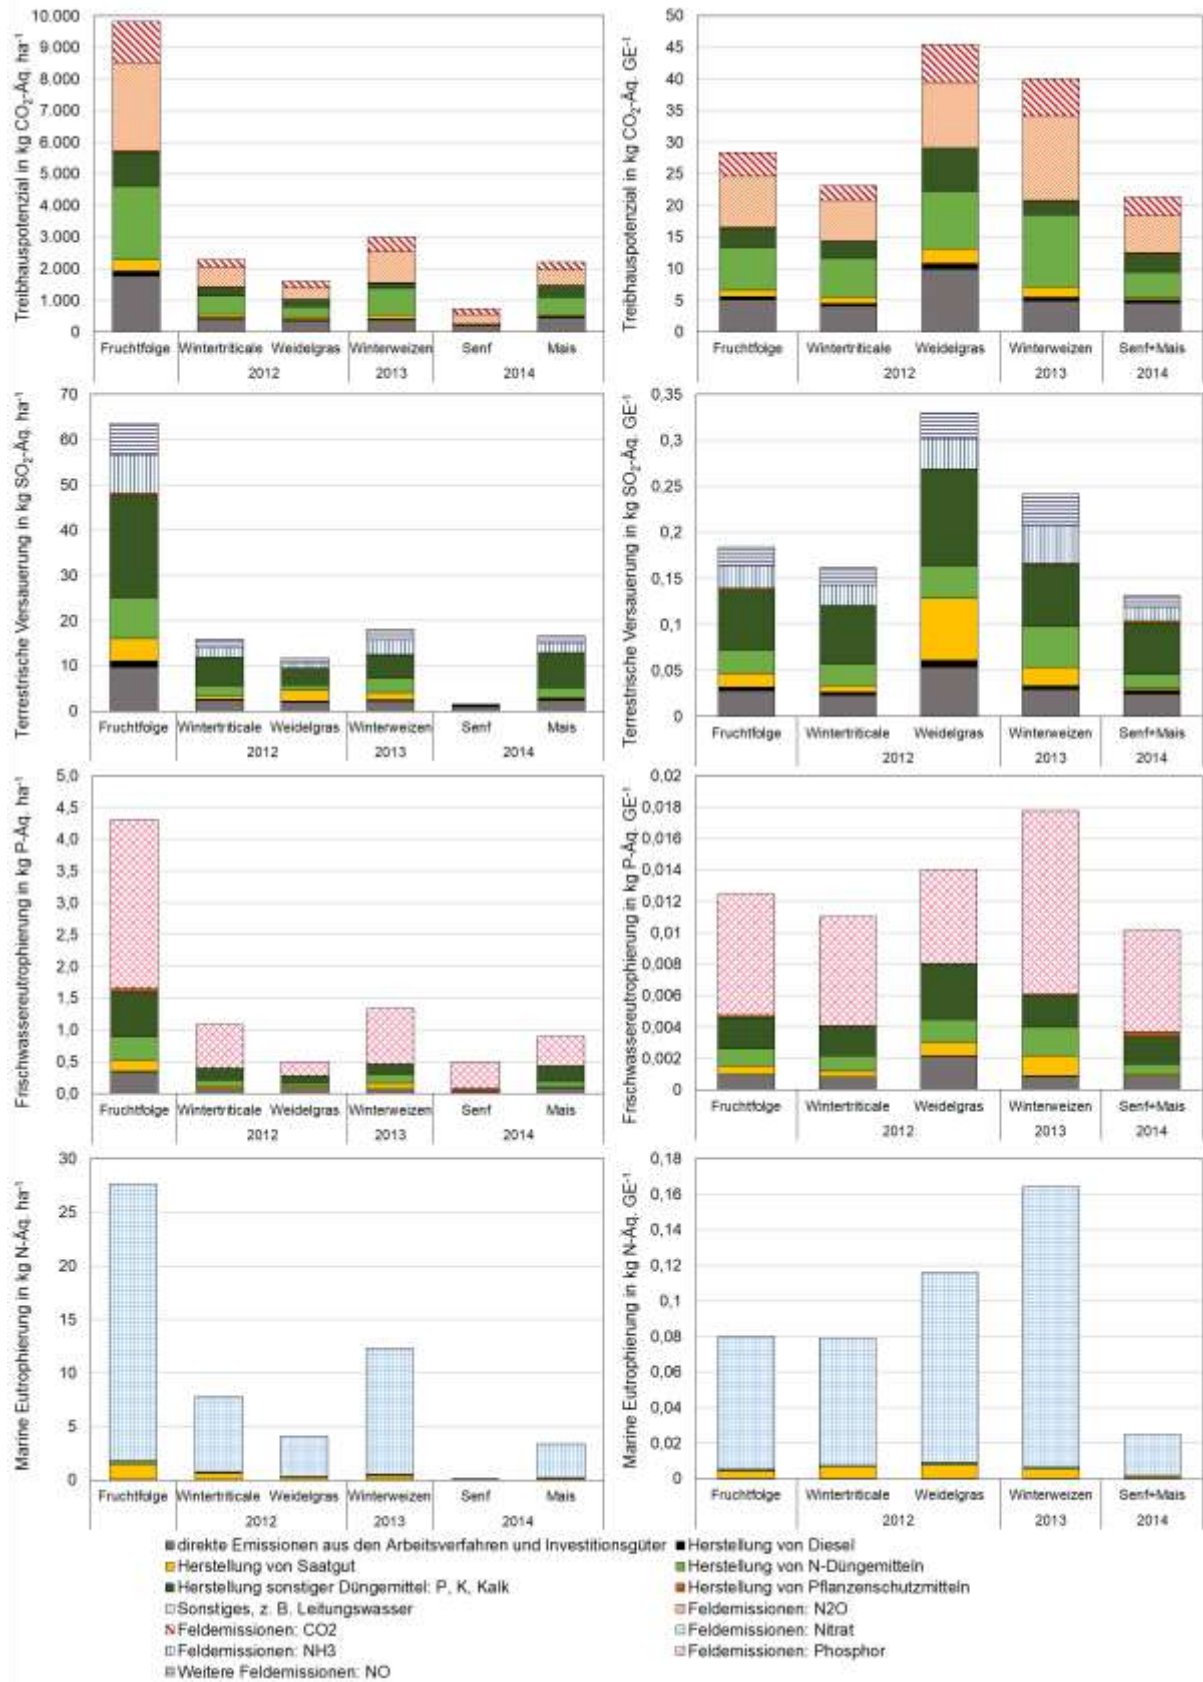 Treibhauspotenzial in kg CO₂-Äq. ha⁻¹
10.000
9.000
8.000
7.000
6.000
5.000
4.000
3.000
2.000
1.000
0
Fruchtfolge Wintertriticale Weidelgras Winterweizen Senf Mais
2012 2013 2014
Treibhauspotenzial in kg CO₂-Äq. GE⁻¹
50
45
40
35
30
25
20
15
10
5
0
Fruchtfolge Wintertriticale Weidelgras Winterweizen Senf+Mais
2012 2013 2014
Terrestrische Versauerung in kg SO₂-Äq. ha⁻¹
70
60
50
40
30
20
10
0
Fruchtfolge Wintertriticale Weidelgras Winterweizen Senf Mais
2012 2013 2014
Terrestrische Versauerung in kg SO₂-Äq. GE⁻¹
0,35
0,3
0,25
0,2
0,15
0,1
0,05
0
Fruchtfolge Wintertriticale Weidelgras Winterweizen Senf+Mais
2012 2013 2014
Frischwassereutrophierung in kg P-Äq. ha⁻¹
5,0
4,5
4,0
3,5
3,0
2,5
2,0
1,5
1,0
0,5
0,0
Fruchtfolge Wintertriticale Weidelgras Winterweizen Senf Mais
2012 2013 2014
Frischwassereutrophierung in kg P-Äq. GE⁻¹
0,02
0,018
0,016
0,014
0,012
0,01
0,008
0,006
0,004
0,002
0
Fruchtfolge Wintertriticale Weidelgras Winterweizen Senf+Mais
2012 2013 2014
Marine Eutrophierung in kg N-Äq. ha⁻¹
30
25
20
15
10
5
0
Fruchtfolge Wintertriticale Weidelgras Winterweizen Senf Mais
2012 2013 2014
Marine Eutrophierung in kg N-Äq. GE⁻¹
0,18
0,16
0,14
0,12
0,1
0,08
0,06
0,04
0,02
0
Fruchtfolge Wintertriticale Weidelgras Winterweizen Senf+Mais
2012 2013 2014
direkte Emissionen aus den Arbeitsverfahren und Investitionsgüter
Herstellung von Diesel
Herstellung von Saatgut
Herstellung von N-Düngemitteln
Herstellung sonstiger Düngemittel: P, K, Kalk
Herstellung von Pflanzenschutzmitteln
Sonstiges, z. B. Leitungswasser
Feldemissionen: N2O
Feldemissionen: CO2
Feldemissionen: Nitrat
Feldemissionen: NH3
Feldemissionen: Phosphor
Weitere Feldemissionen: NO